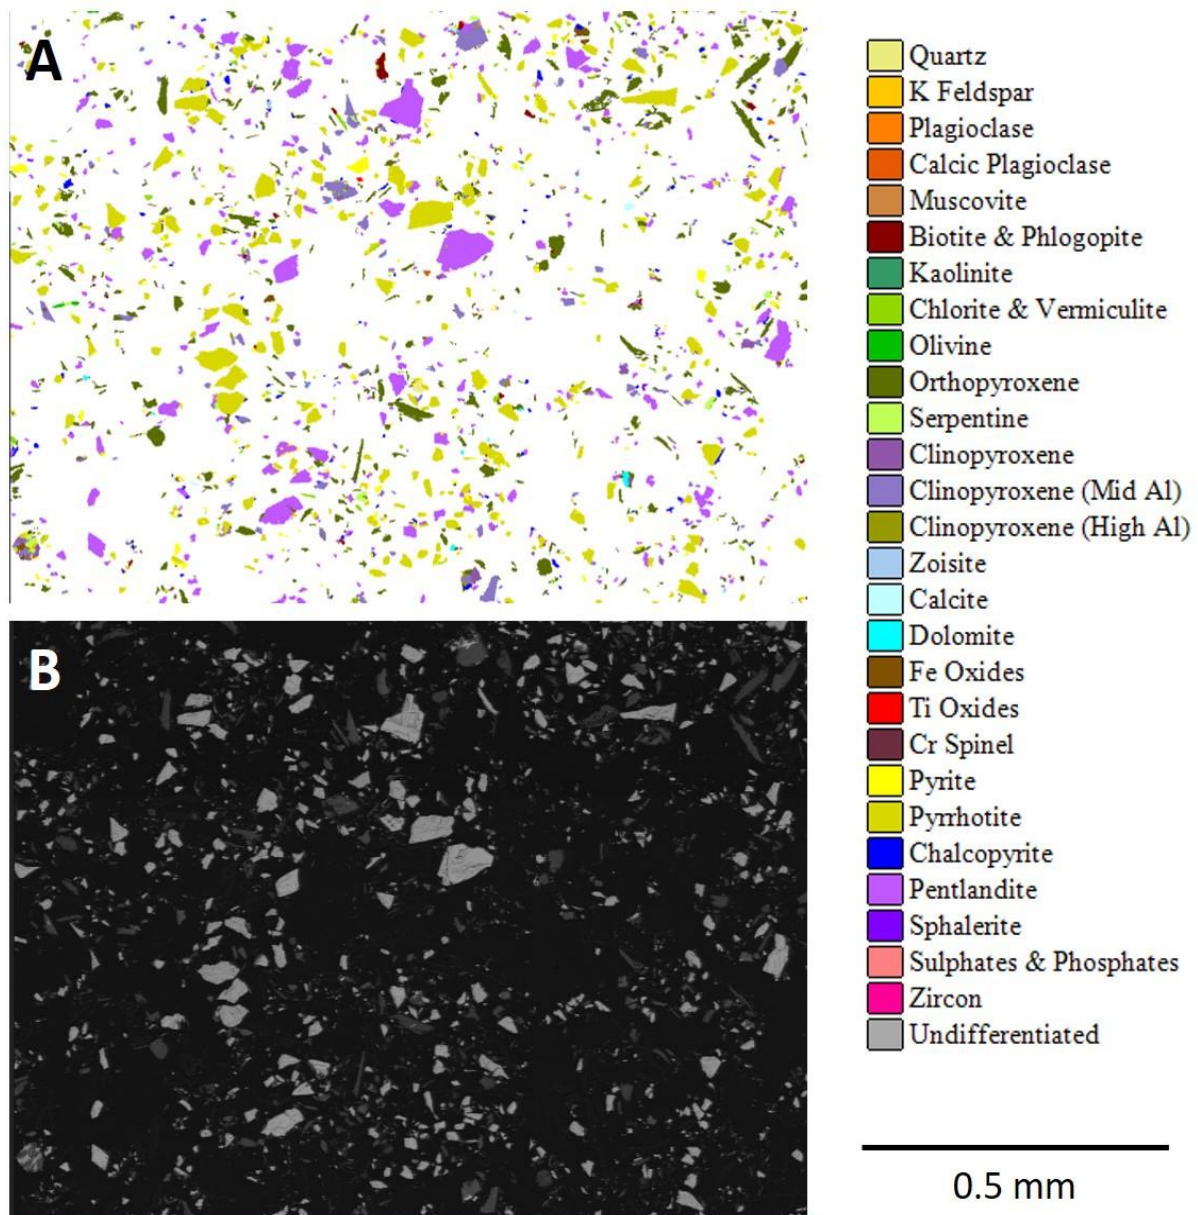 A
B
Quartz
K Feldspar
Plagioclase
Calcic Plagioclase
Muscovite
Biotite & Phlogopite
Kaolinite
Chlorite & Vermiculite
Olivine
Orthopyroxene
Serpentine
Clinopyroxene
Clinopyroxene (Mid Al)
Clinopyroxene (High Al)
Zoisite
Calcite
Dolomite
Fe Oxides
Ti Oxides
Cr Spinel
Pyrite
Pyrrhotite
Chalcopyrite
Pentlandite
Sphalerite
Sulphates & Phosphates
Zircon
Undifferentiated
0.5 mm